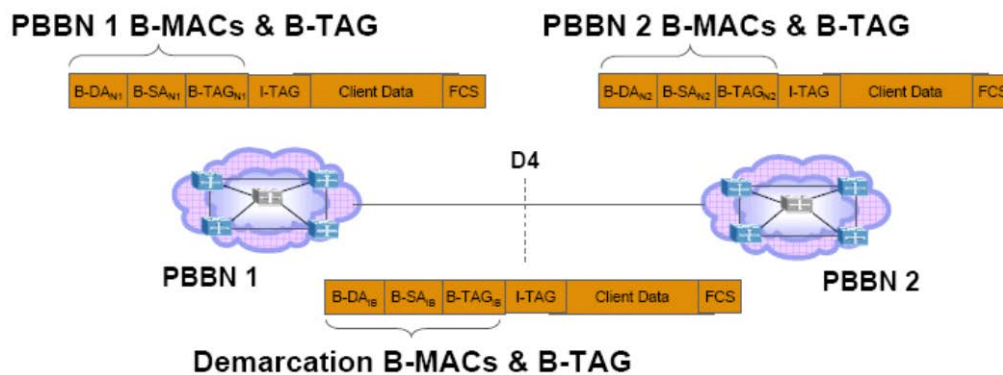 PBBN 1 B-MACs & B-TAG
PBBN 2 B-MACs & B-TAG
B-DAN1 B-SAN1 B-TAGN1 I-TAG Client Data FCS
B-DAN2 B-SAN2 B-TAGN2 I-TAG Client Data FCS
D4
PBBN 1
PBBN 2
B-DAIB B-SAIB B-TAGIB I-TAG Client Data FCS
Demarcation B-MACs & B-TAG